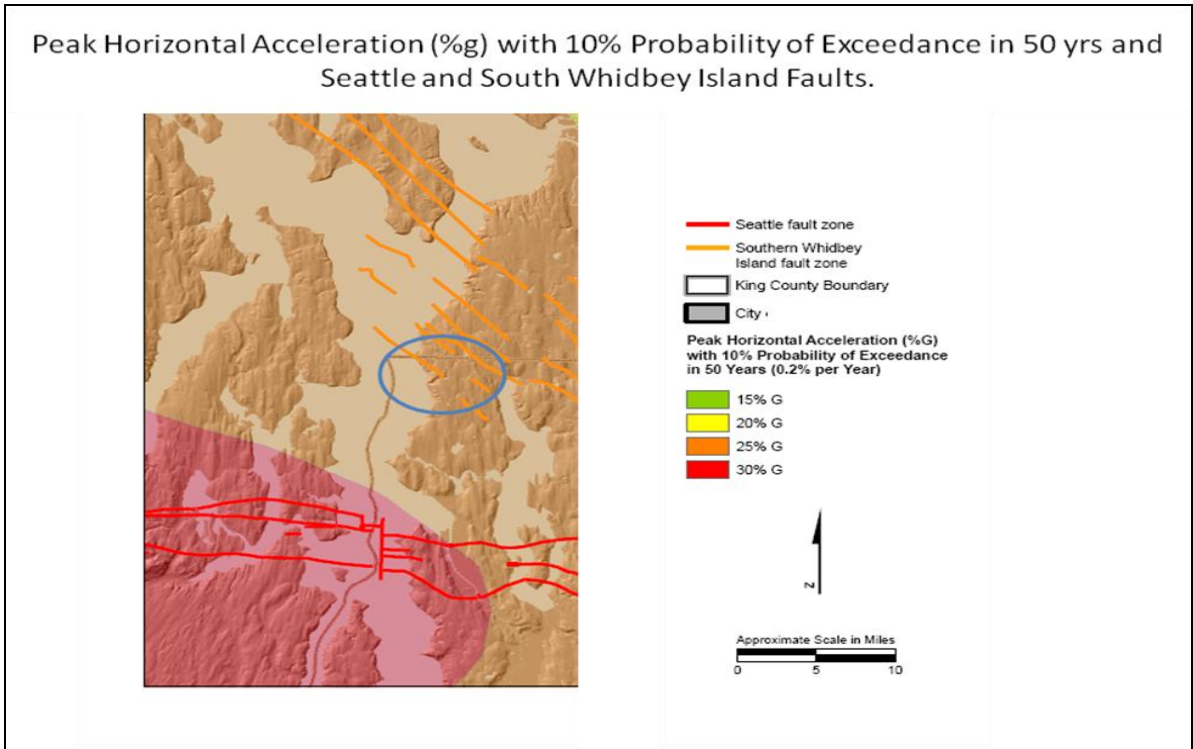 Peak Horizontal Acceleration (%g) with 10% Probability of Exceedance in 50 yrs and
Seattle and South Whidbey Island Faults.
Seattle fault zone
Southern Whidbey
Island fault zone
King County Boundary
City
Peak Horizontal Acceleration (%G)
with 10% Probability of Exceedance
in 50 Years (0.2% per Year)
15% G
20% G
25% G
30% G
N
Approximate Scale in Miles
0 5 10